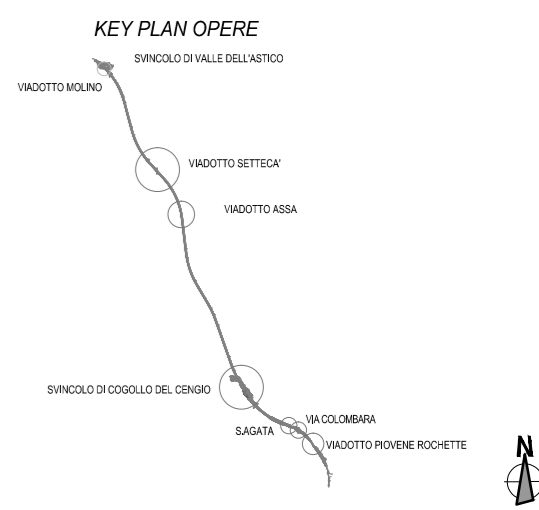 KEY PLAN OPERE
SVINCOLO DI VALLE DELL'ASTICO
VIADOTTO MOLINO
VIADOTTO SETTECA'
VIADOTTO ASSA
SVINCOLO DI COGOLLO DEL CENGIO
VIA COLOMBARA
S.AGATA
VIADOTTO PIOVENE ROCHETTE
N